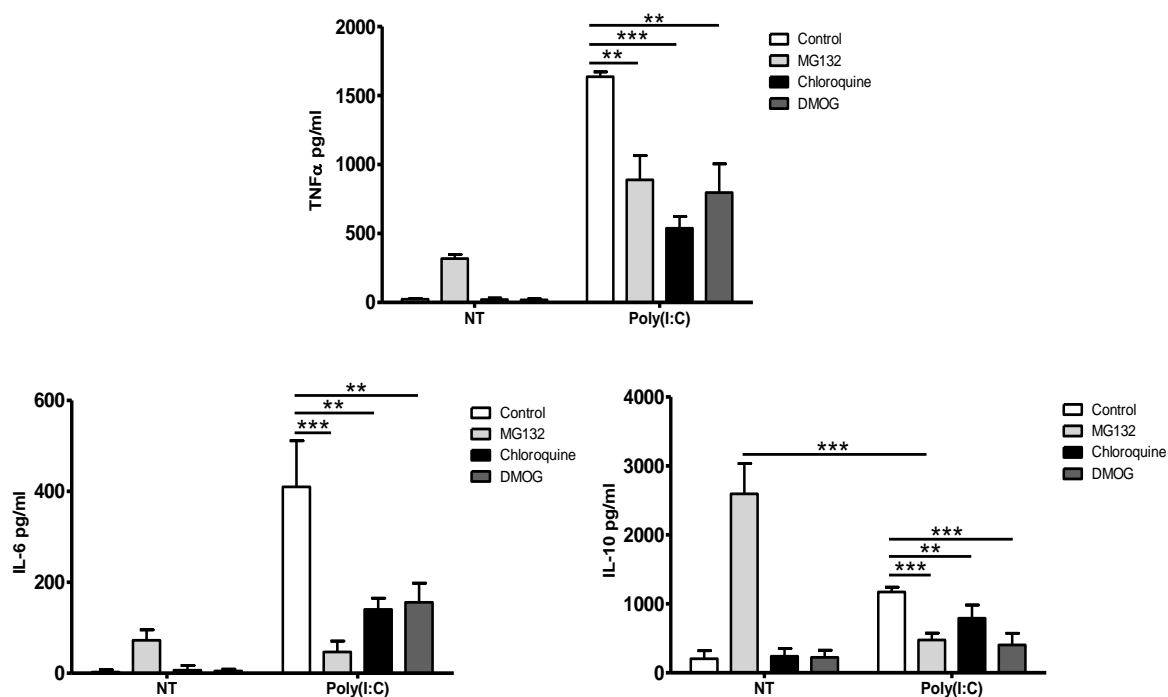 TNFα pg/ml
2000
1500
1000
500
0
NT
Poly(I:C)
**
***
**
Control
MG132
Chloroquine
DMOG
IL-6 pg/ml
600
400
200
0
NT
Poly(I:C)
**
**
***
Control
MG132
Chloroquine
DMOG
IL-10 pg/ml
4000
3000
2000
1000
0
NT
Poly(I:C)
***
***
**
***
Control
MG132
Chloroquine
DMOG